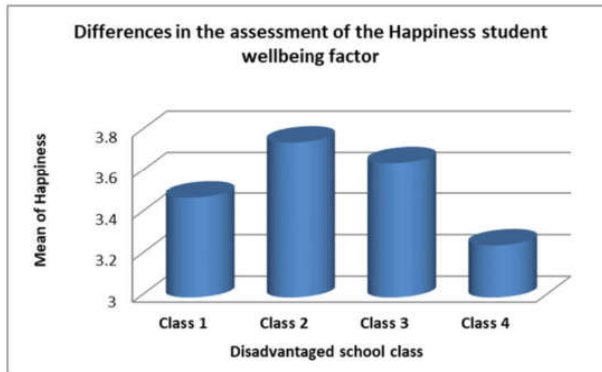 Differences in the assessment of the Happiness student
wellbeing factor
Mean of Happiness
3.8
3.6
3.4
3.2
3
Class 1 Class 2 Class 3 Class 4
Disadvantaged school class